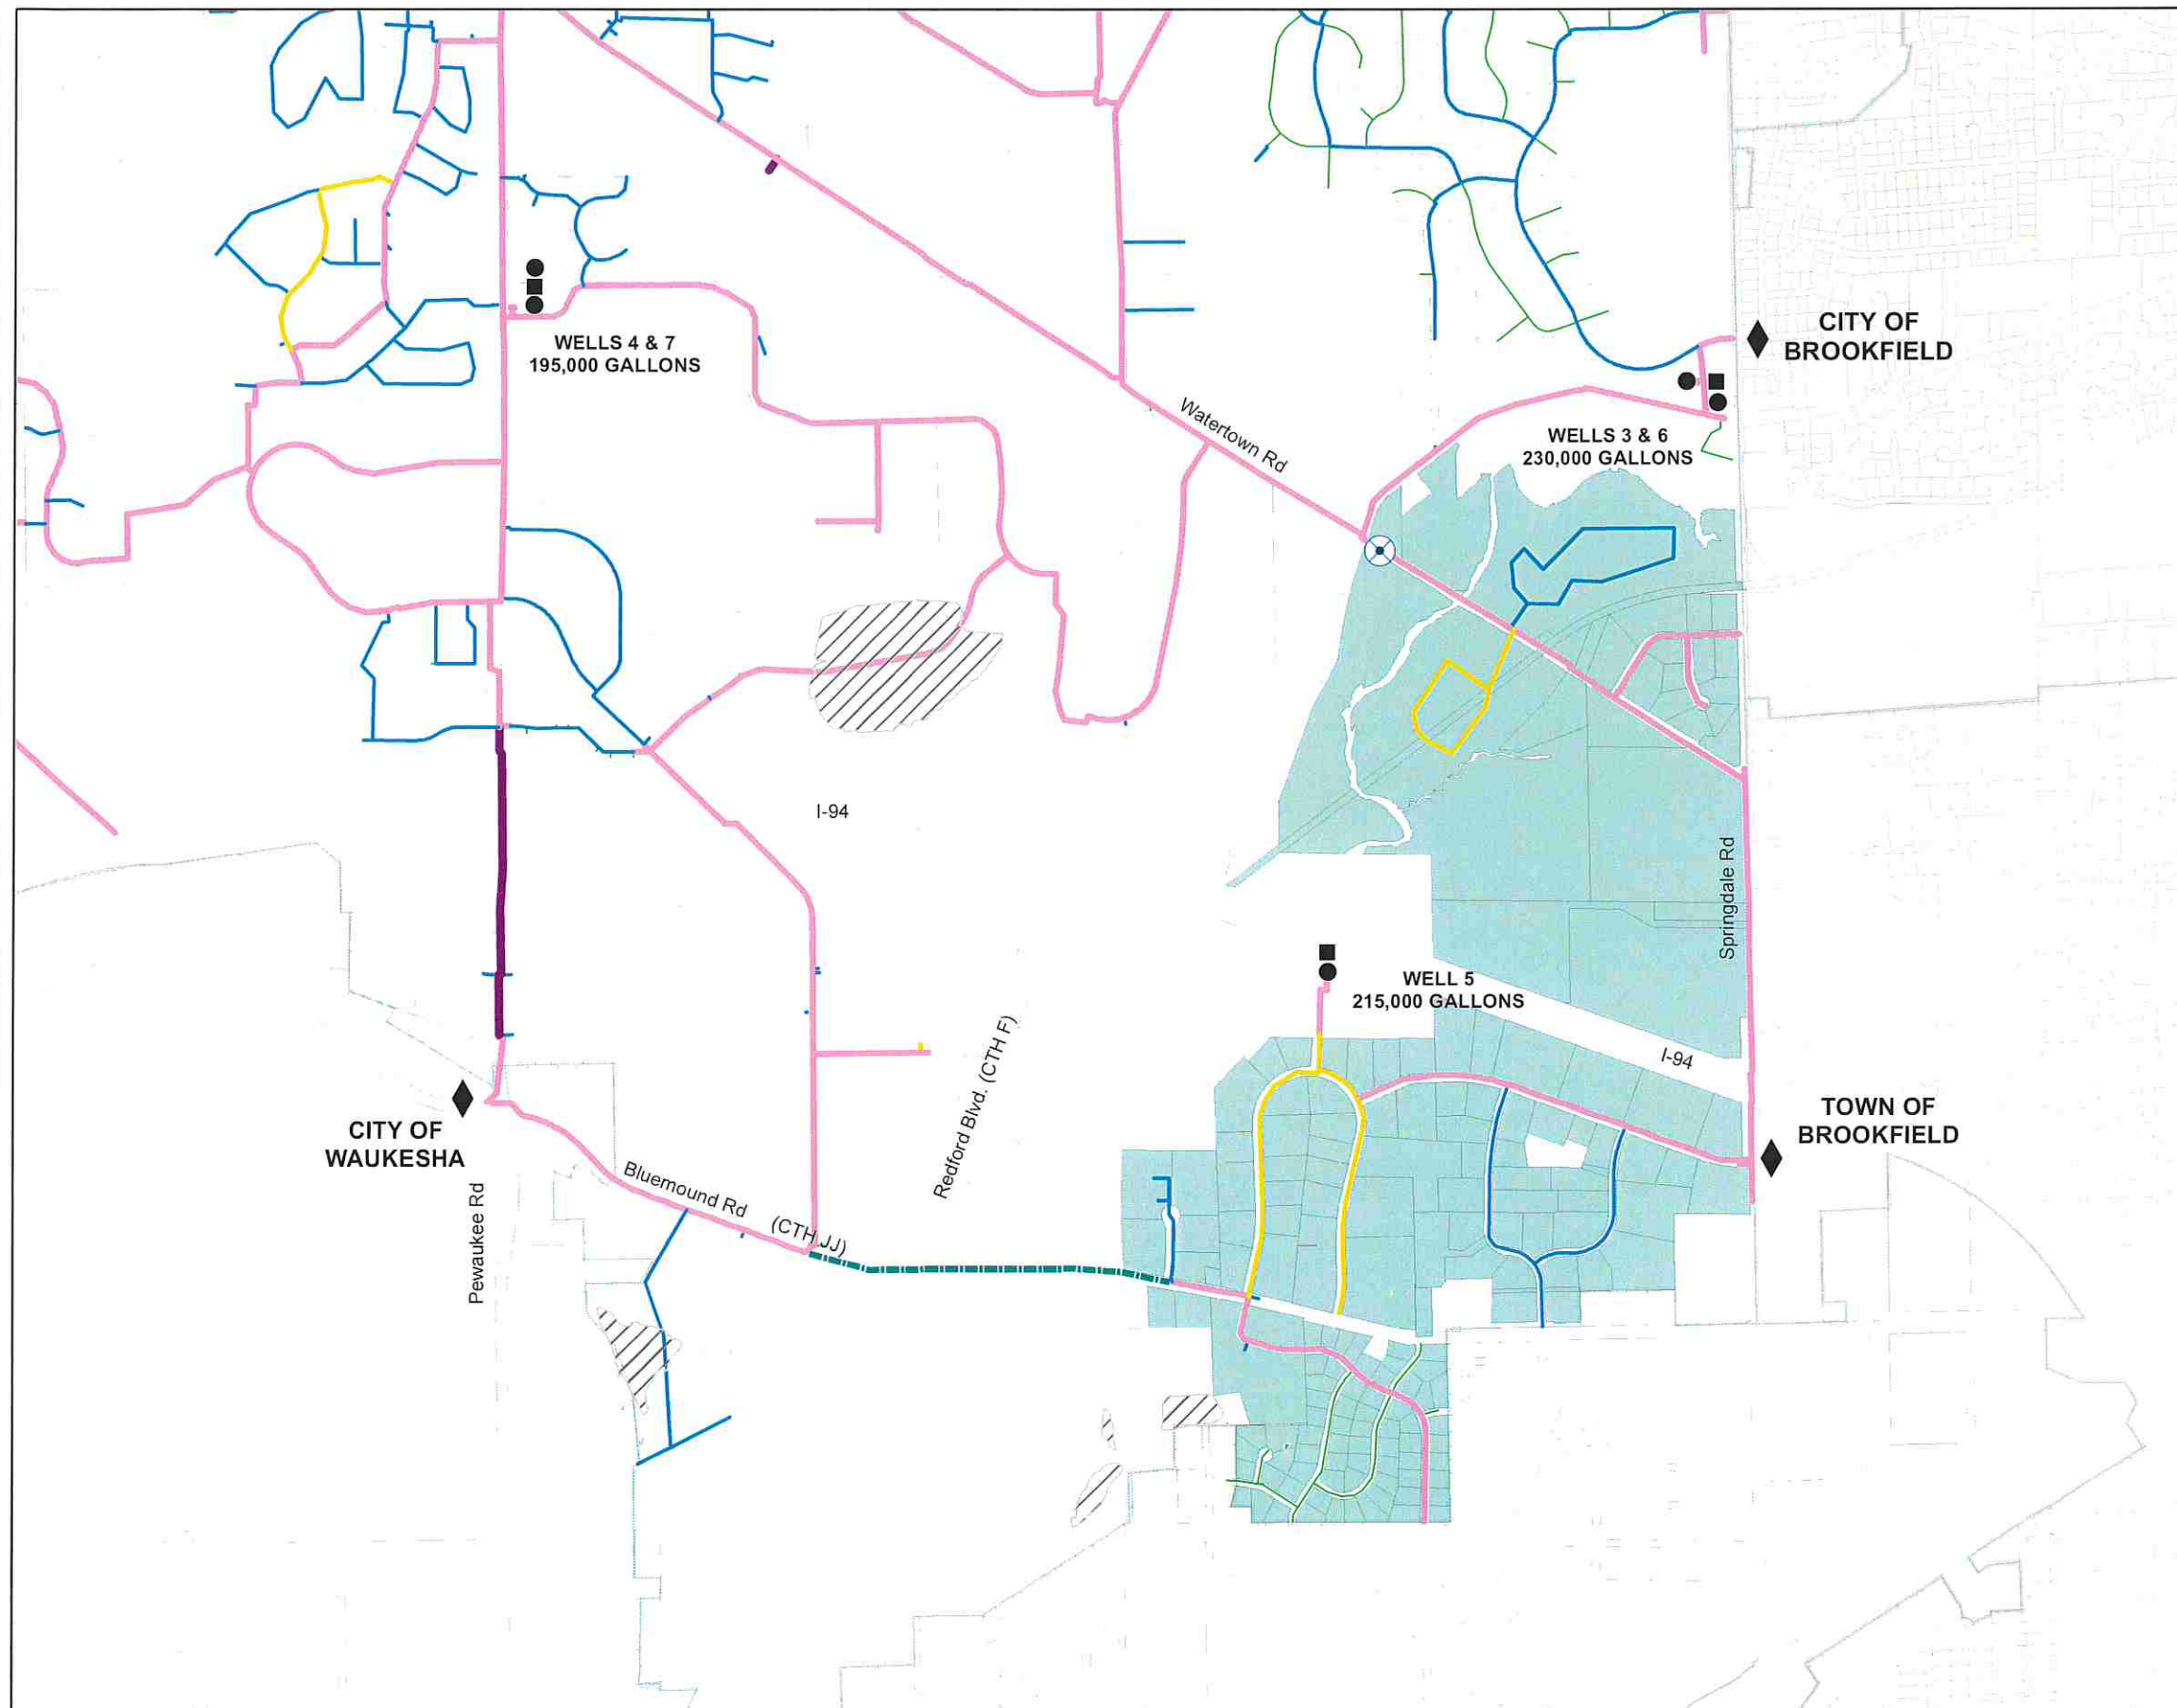 CITY OF
BROOKFIELD
WELLS 4 & 7
195,000 GALLONS
Watertown Rd
WELLS 3 & 6
230,000 GALLONS
I-94
Springdale Rd
WELL 5
215,000 GALLONS
Redford Blvd. (CTH F)
I-94
CITY OF
WAUKESHA
TOWN OF
BROOKFIELD
Pewaukee Rd
Bluemound Rd
(CTH JJ)